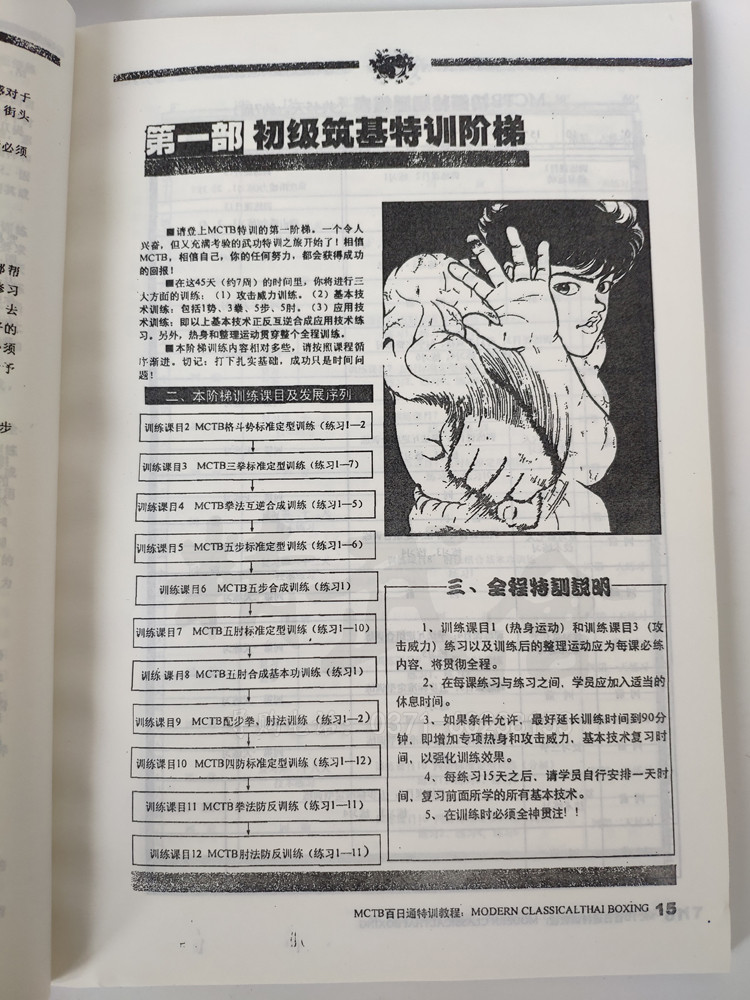 部对于
街头
必须
部帮
修习
去
的
须
予
步
第一部 初级筑基特训阶梯
■请登上MCTB特训的第一阶梯。一个令人
兴奋，但又充满考验的武功特训之旅开始了！相信
MCTB，相信自己，你的任何努力，都会获得成功
的回报！
■在这45天（约7周）的时间里，你将进行三
大方面的训练：（1）攻击威力训练。（2）基本技
术训练：包括1势、3拳、5步、5肘。（3）应用技
术训练：即以上基本技术正反互逆合成应用技术练
习。另外，热身和整理运动贯穿整个全程训练。
■本阶梯训练内容相对多些，请按照课程循
序渐进。切记：打下扎实基础，成功只是时间问
题！
二、本阶梯训练课目及发展序列
训练课目2 MCTB格斗势标准定型训练（练习1—2
训练课目3 MCTB三拳标准定型训练（练习1—7）
训练课目4 MCTB拳法互逆合成训练（练习1—5）
训练课目5 MCTB五步标准定型训练（练习1—6）
训练课目6 MCTB五步合成训练（练习1）
训练课目7 MCTB五肘标准定型训练（练习1—10）
训练课目8 MCTB五肘合成基本功训练（练习1）
训练课目9 MCTB配步拳、肘法训练（练习1—2）
训练课目10 MCTB四防标准定型训练（练习1—12）
训练课目11 MCTB拳法防反训练（练习1—11）
训练课目12 MCTB肘法防反训练（练习1—11）
三、全程特訓説明
1、训练课目1（热身运动）和训练课目3（攻
击威力）练习以及训练后的整理运动应为每课必练
内容，将贯彻全程。
2、在每课练习与练习之间，学员应加入适当的
休息时间。
3、如果条件允许，最好延长训练时间到90分
钟，即增加专项热身和攻击威力、基本技术复习时
间，以强化训练效果。
4、每练习15天之后，请学员自行安排一天时
间，复习前面所学的所有基本技术。
5、在训练时必须全神贯注！！
MCTB百日通特训教程：MODERN CLASSICALTHAI BOXING 15